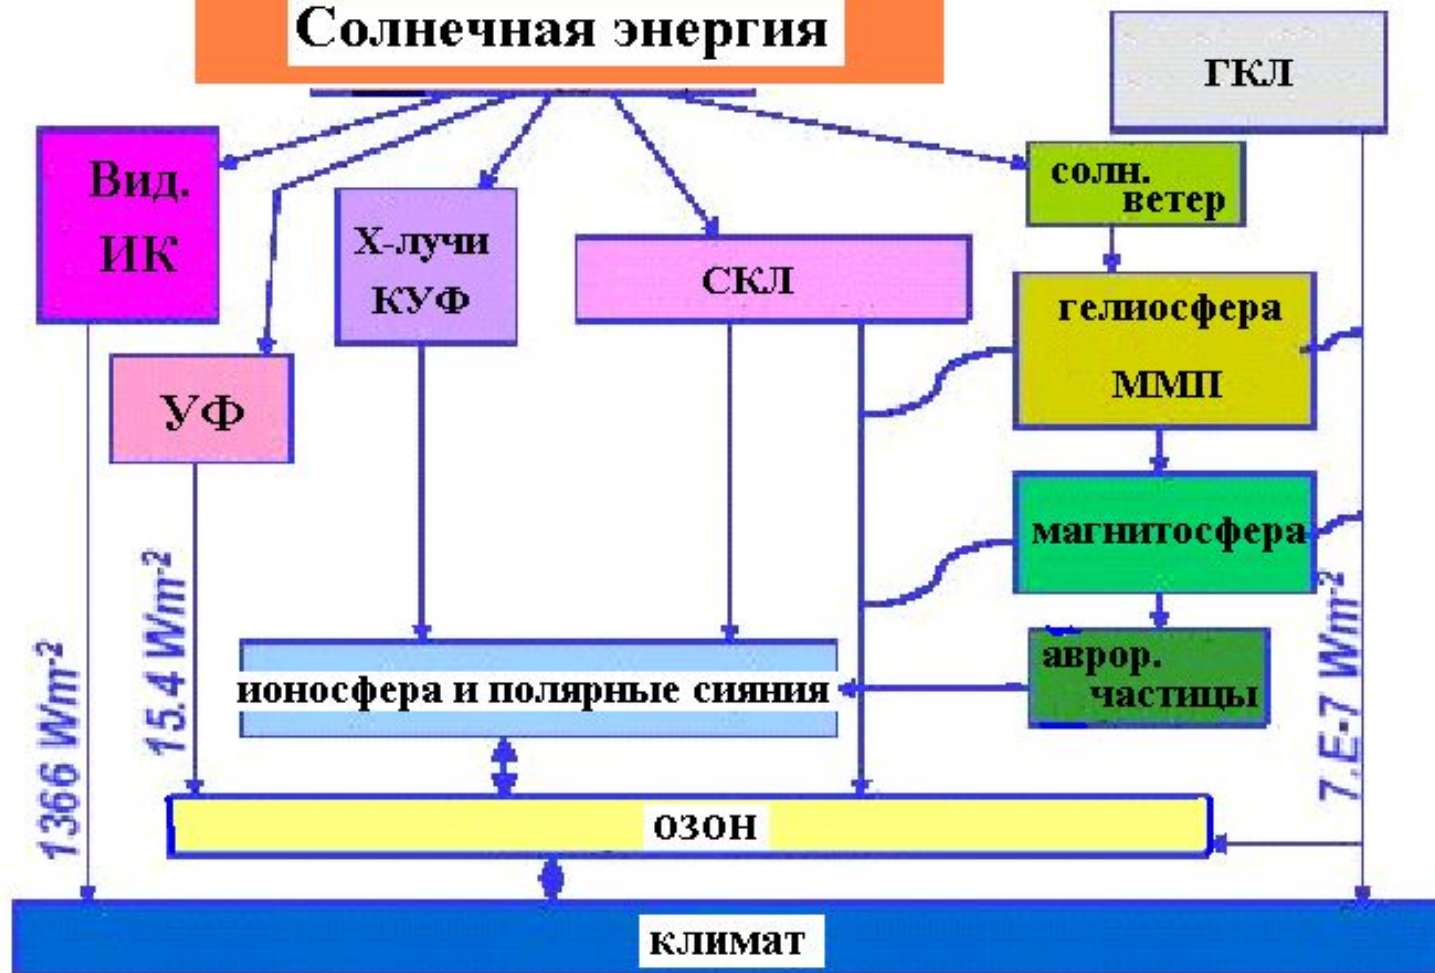 Солнечная энергия
ГКЛ
Вид.
ИК
солн.
ветер
Х-лучи
КУФ
СКЛ
гелиосфера
ММП
УФ
магнитосфера
1366 Wm-2
15.4 Wm-2
7.E-7 Wm-2
аврор.
частицы
ионосфера и полярные сияния
озон
климат